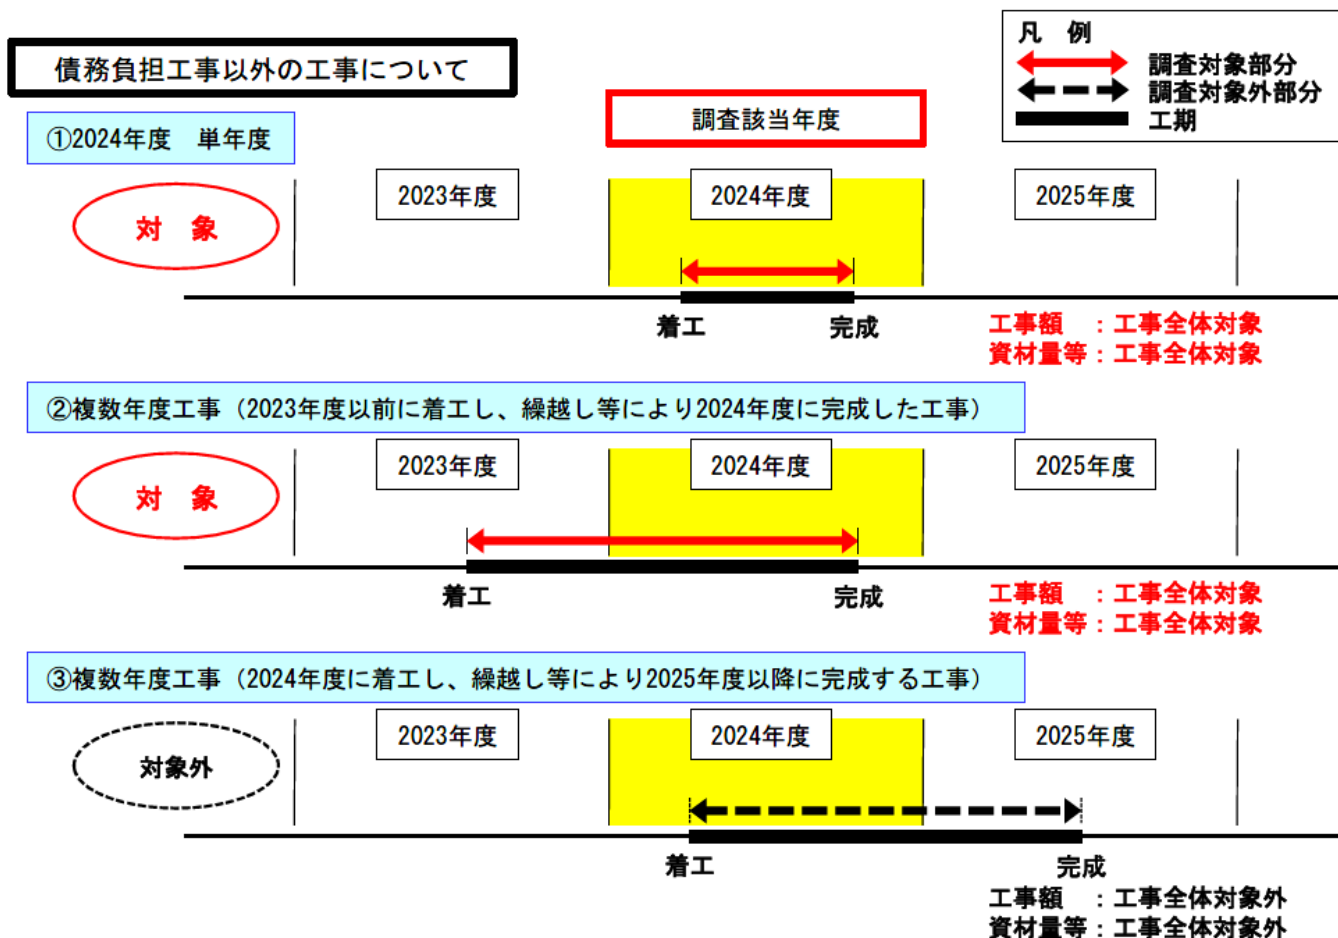 債務負担工事以外の工事について
凡　例
調査対象部分
調査対象外部分
工期
調査該当年度
①2024年度　単年度
対　象
2023年度
2024年度
2025年度
着工
完成
工事額　：工事全体対象
資材量等：工事全体対象
②複数年度工事（2023年度以前に着工し、繰越し等により2024年度に完成した工事）
対　象
2023年度
2024年度
2025年度
着工
完成
工事額　：工事全体対象
資材量等：工事全体対象
③複数年度工事（2024年度に着工し、繰越し等により2025年度以降に完成する工事）
対象外
2023年度
2024年度
2025年度
着工
完成
工事額　：工事全体対象外
資材量等：工事全体対象外